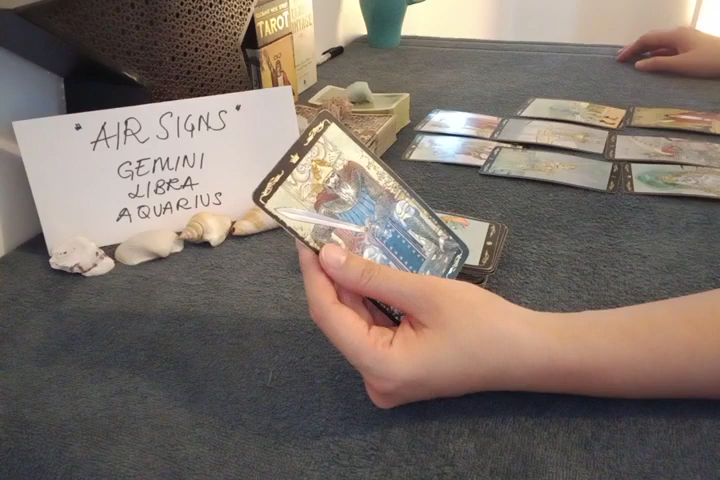 "AIR SIGNS"
GEMINI
LIBRA
AQUARIUS
TAROT